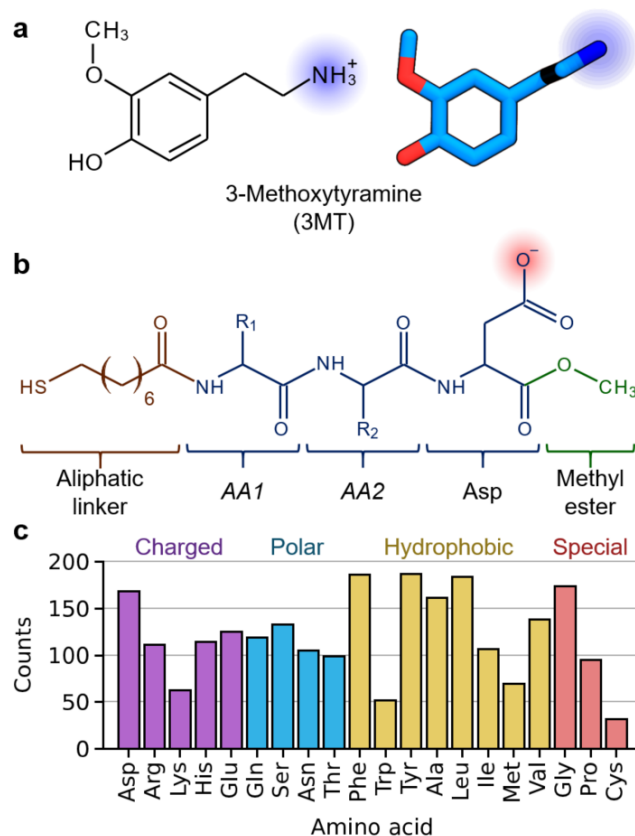 a
CH3
O
HO
NH3+
3-Methoxytyramine
(3MT)
b
O−
R1
O
O
O
HS
6
NH
HN
NH
O
CH3
O
R2
O
Aliphatic
linker
AA1
AA2
Asp
Methyl
ester
c
Charged
Polar
Hydrophobic
Special
200
150
100
50
0
Counts
Asp
Arg
Lys
His
Glu
Gln
Ser
Asn
Thr
Phe
Trp
Tyr
Ala
Leu
Ile
Met
Val
Gly
Pro
Cys
Amino acid